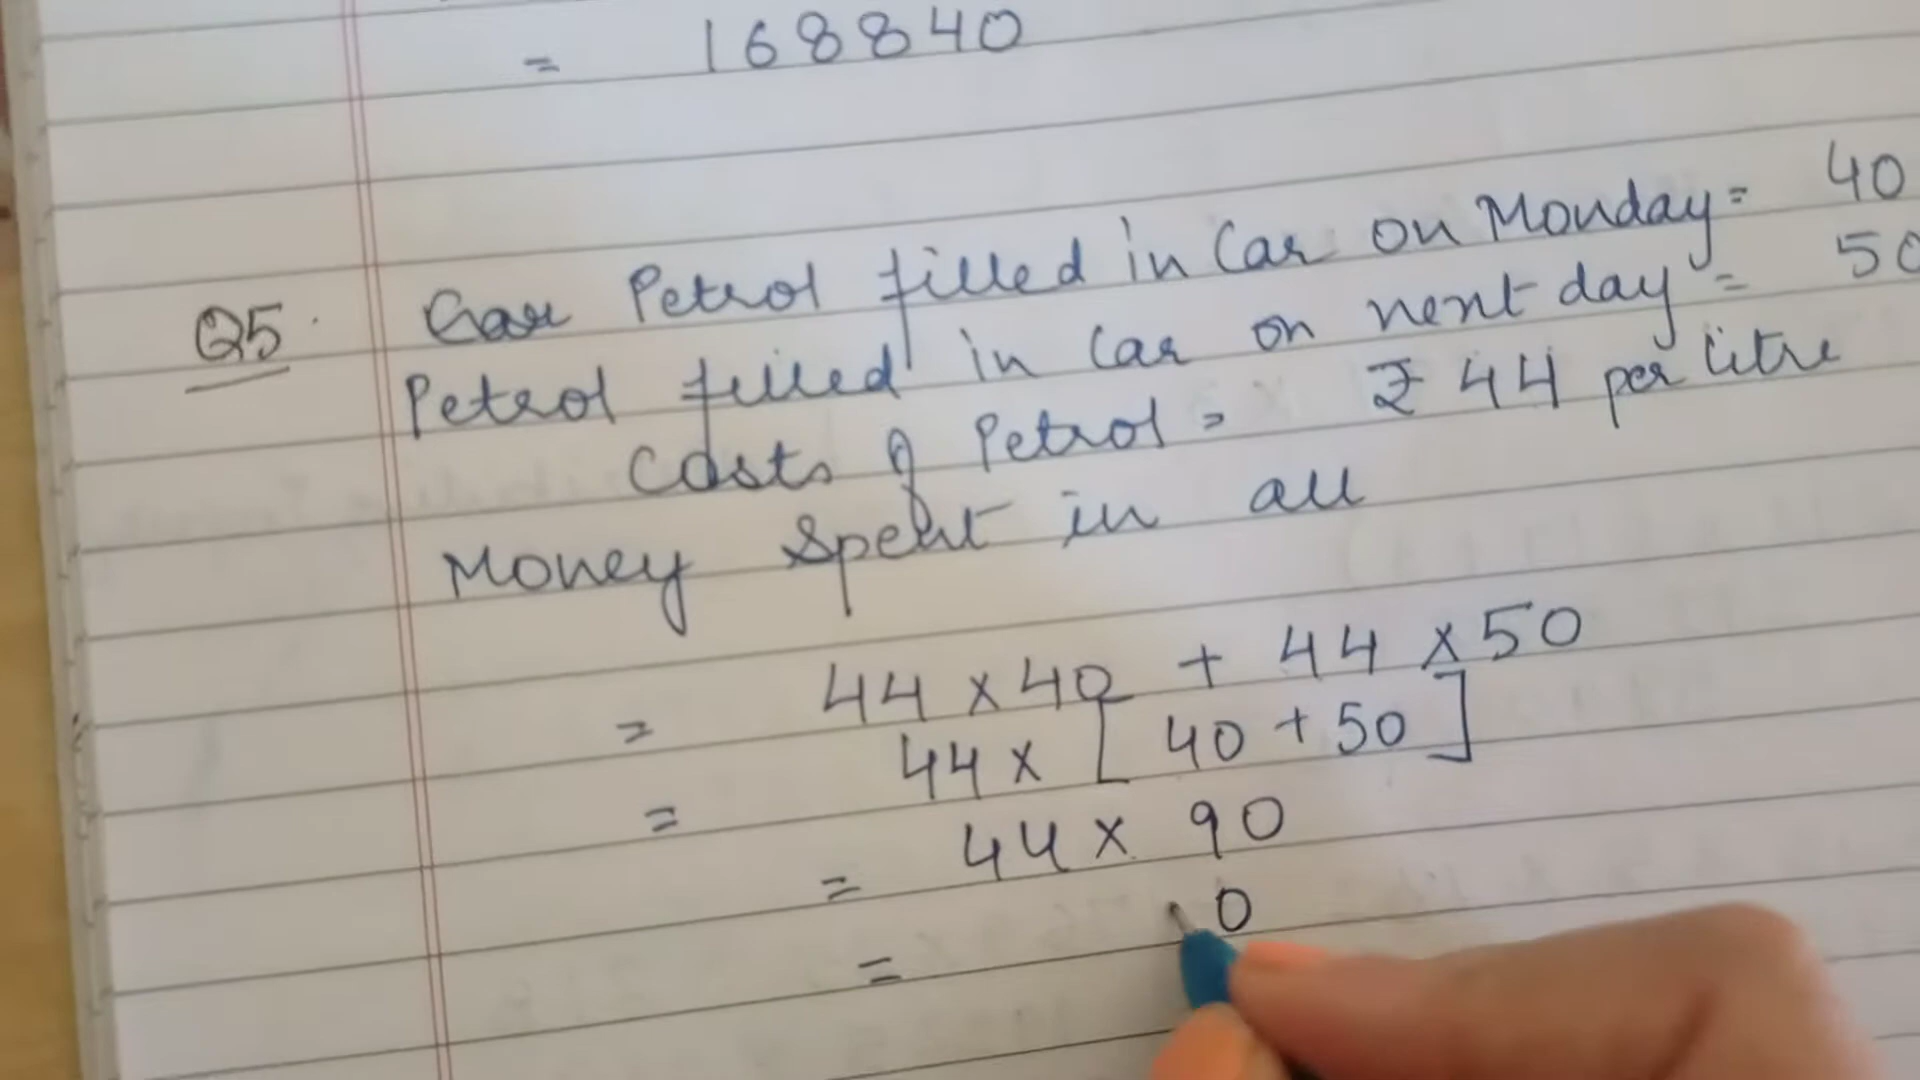 = 168840
Q5. Petrol filled in Car on Monday = 40
Petrol filled in Car on next day = 50
Costs of Petrol = ₹ 44 per litre
Money Spent in all
= 44 x 40 + 44 x 50
= 44 x [ 40 + 50 ]
= 44 x 90
= 0